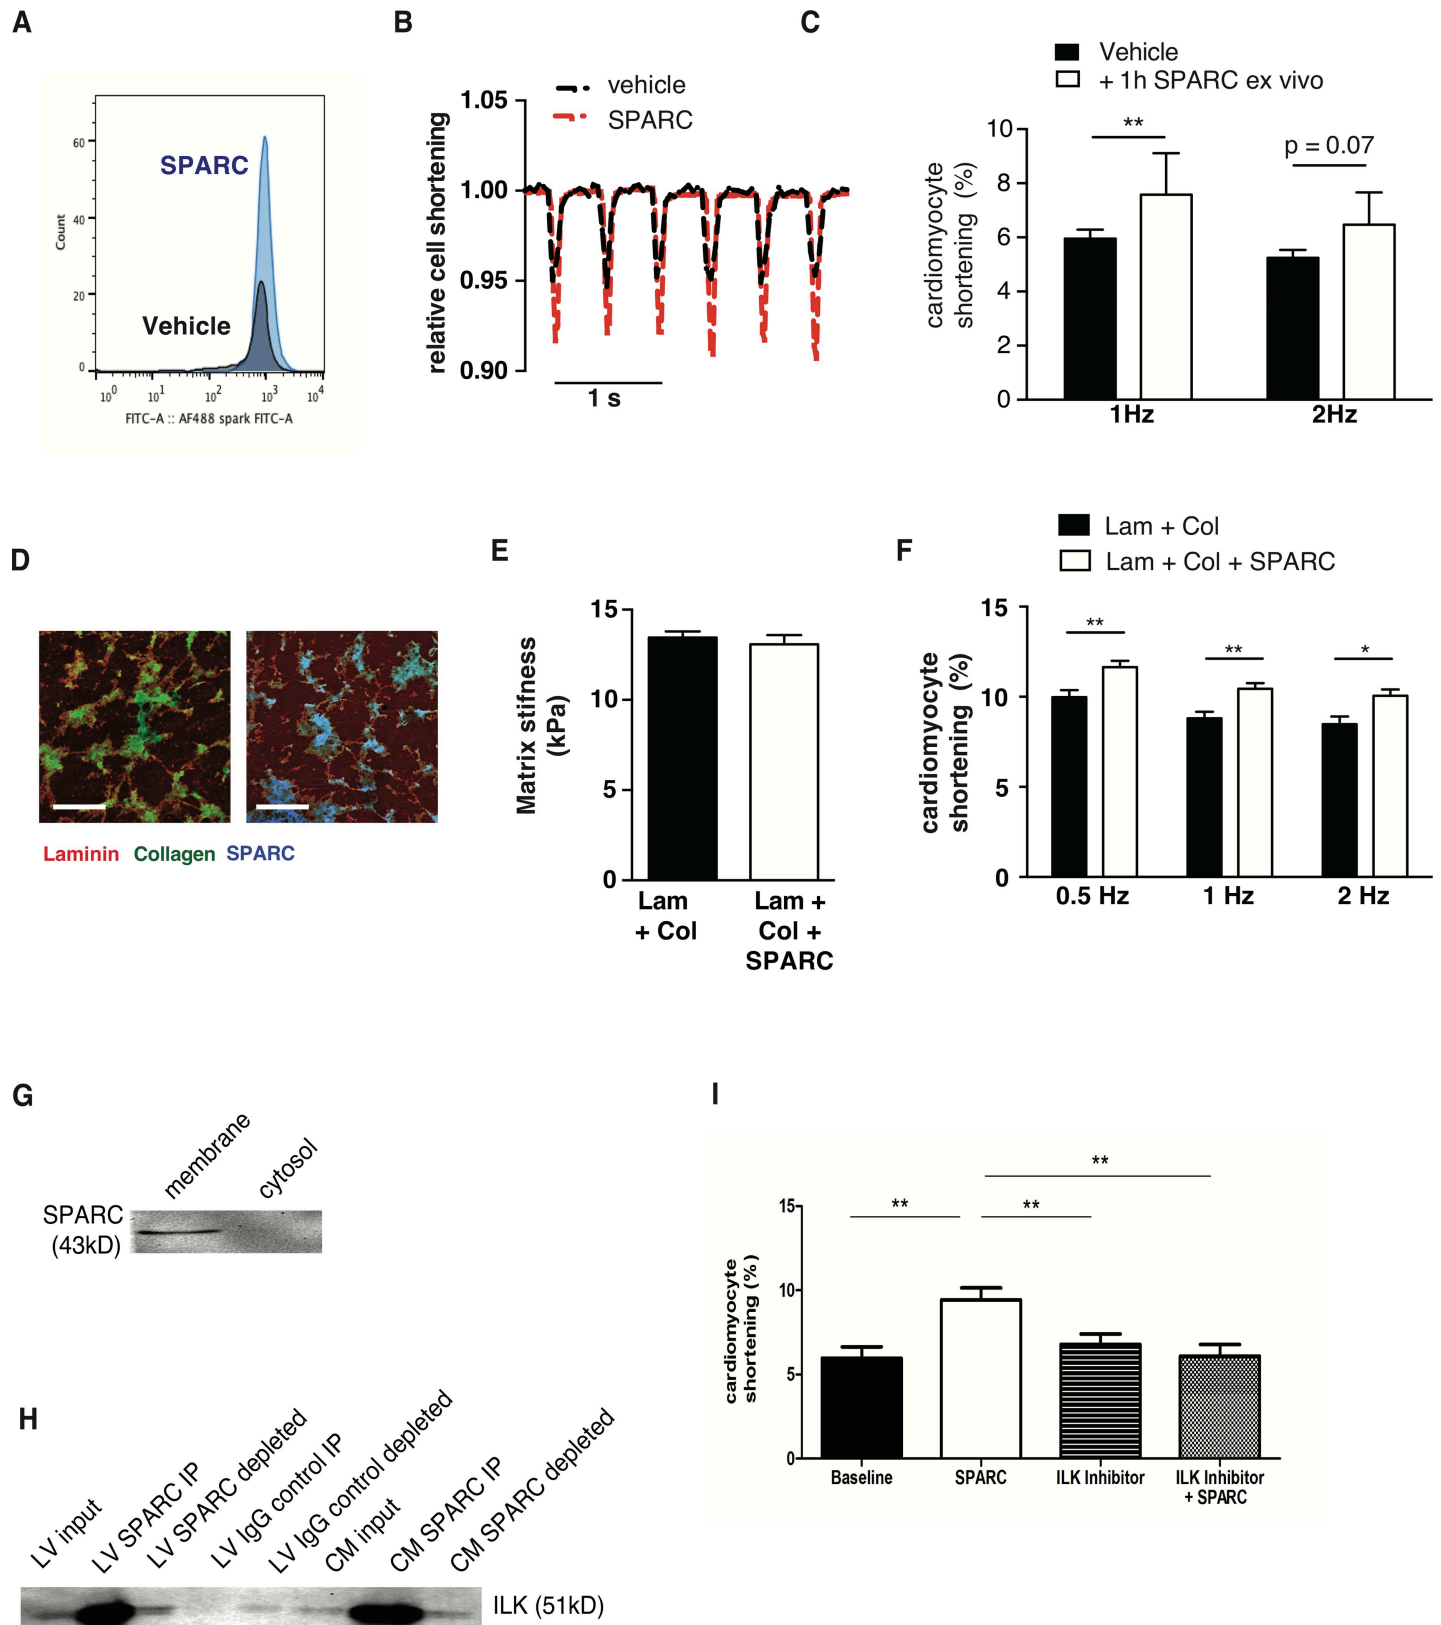 A
SPARC
Vehicle
Count
60
40
20
0
10^0 10^1 10^2 10^3 10^4
FITC-A :: AF488 spark FITC-A
B
vehicle
SPARC
relative cell shortening
1.05
1.00
0.95
0.90
1 s
C
Vehicle
+ 1h SPARC ex vivo
cardiomyocyte
shortening (%)
10
8
6
4
2
0
**
p = 0.07
1Hz 2Hz
D
Laminin Collagen SPARC
E
Matrix stifness
(kPa)
15
10
5
0
Lam
+ Col
Lam +
Col +
SPARC
F
Lam + Col
Lam + Col + SPARC
cardiomyocyte
shortening (%)
15
10
5
0
**
**
*
0.5 Hz 1 Hz 2 Hz
G
membrane
cytosol
SPARC
(43kD)
H
LV input
LV SPARC IP
LV SPARC depleted
LV IgG control IP
LV IgG control depleted
CM input
CM SPARC IP
CM SPARC depleted
ILK (51kD)
I
**
**
**
cardiomyocyte
shortening (%)
15
10
5
0
Baseline
SPARC
ILK Inhibitor
ILK Inhibitor
+ SPARC